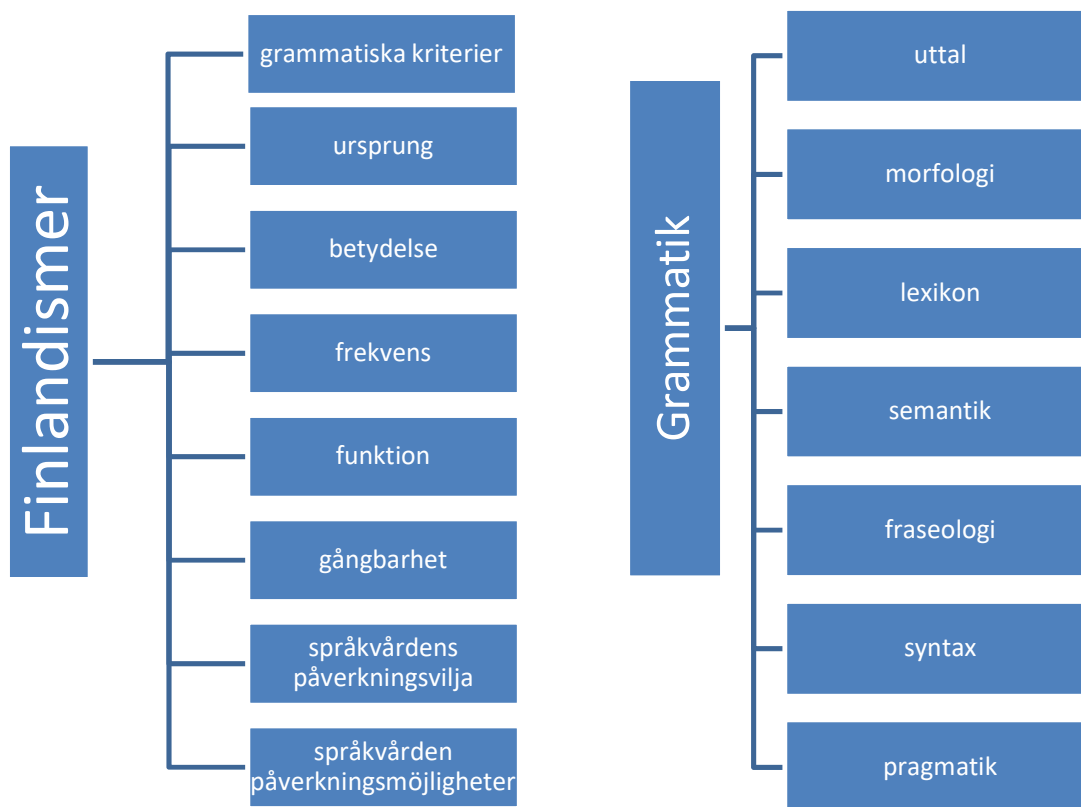 Finlandismer
grammatiska kriterier
ursprung
betydelse
frekvens
funktion
gångbarhet
språkvårdens
påverkningsvilja
språkvården
påverkningsmöjligheter
Grammatik
uttal
morfologi
lexikon
semantik
fraseologi
syntax
pragmatik